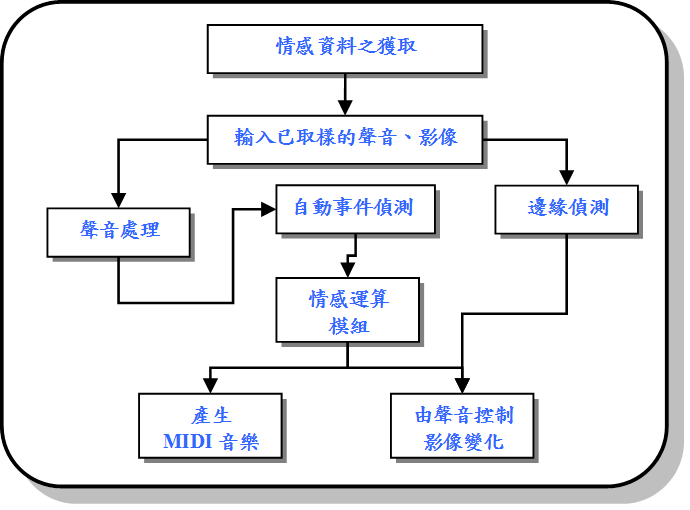 情感資料之獲取
輸入已取樣的聲音、影像
自動事件偵測
邊緣偵測
聲音處理
情感運算
模組
產生
MIDI 音樂
由聲音控制
影像變化